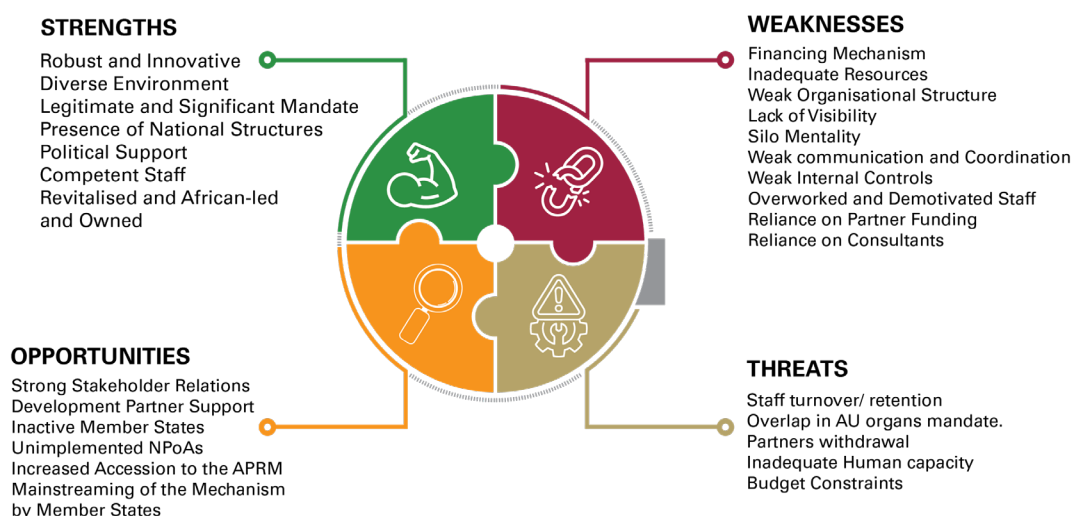 STRENGTHS
Robust and Innovative
Diverse Environment
Legitimate and Significant Mandate
Presence of National Structures
Political Support
Competent Staff
Revitalised and African-led
and Owned
WEAKNESSES
Financing Mechanism
Inadequate Resources
Weak Organisational Structure
Lack of Visibility
Silo Mentality
Weak communication and Coordination
Weak Internal Controls
Overworked and Demotivated Staff
Reliance on Partner Funding
Reliance on Consultants
OPPORTUNITIES
Strong Stakeholder Relations
Development Partner Support
Inactive Member States
Unimplemented NPoAs
Increased Accession to the APRM
Mainstreaming of the Mechanism
by Member States
THREATS
Staff turnover/ retention
Overlap in AU organs mandate.
Partners withdrawal
Inadequate Human capacity
Budget Constraints